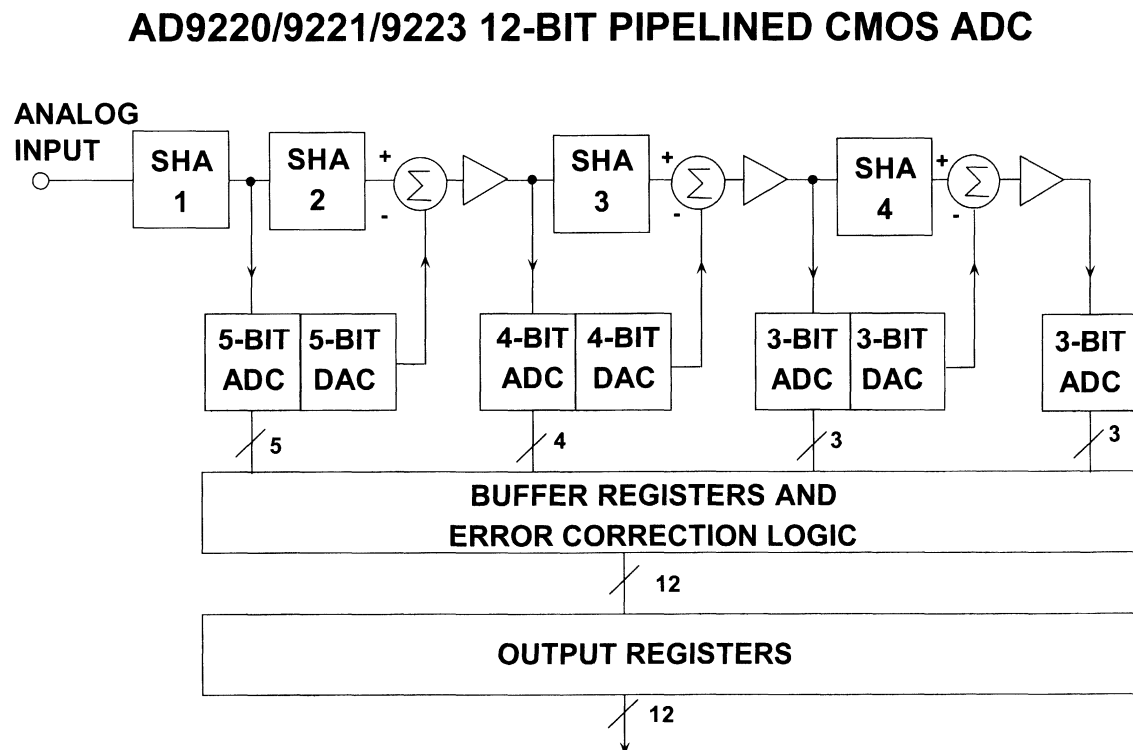 AD9220/9221/9223 12-BIT PIPELINED CMOS ADC
ANALOG
INPUT
SHA
1
SHA
2
+
-
Σ
SHA
3
+
-
Σ
SHA
4
+
-
Σ
5-BIT
ADC
5-BIT
DAC
4-BIT
ADC
4-BIT
DAC
3-BIT
ADC
3-BIT
DAC
3-BIT
ADC
5
4
3
3
BUFFER REGISTERS AND
ERROR CORRECTION LOGIC
12
OUTPUT REGISTERS
12